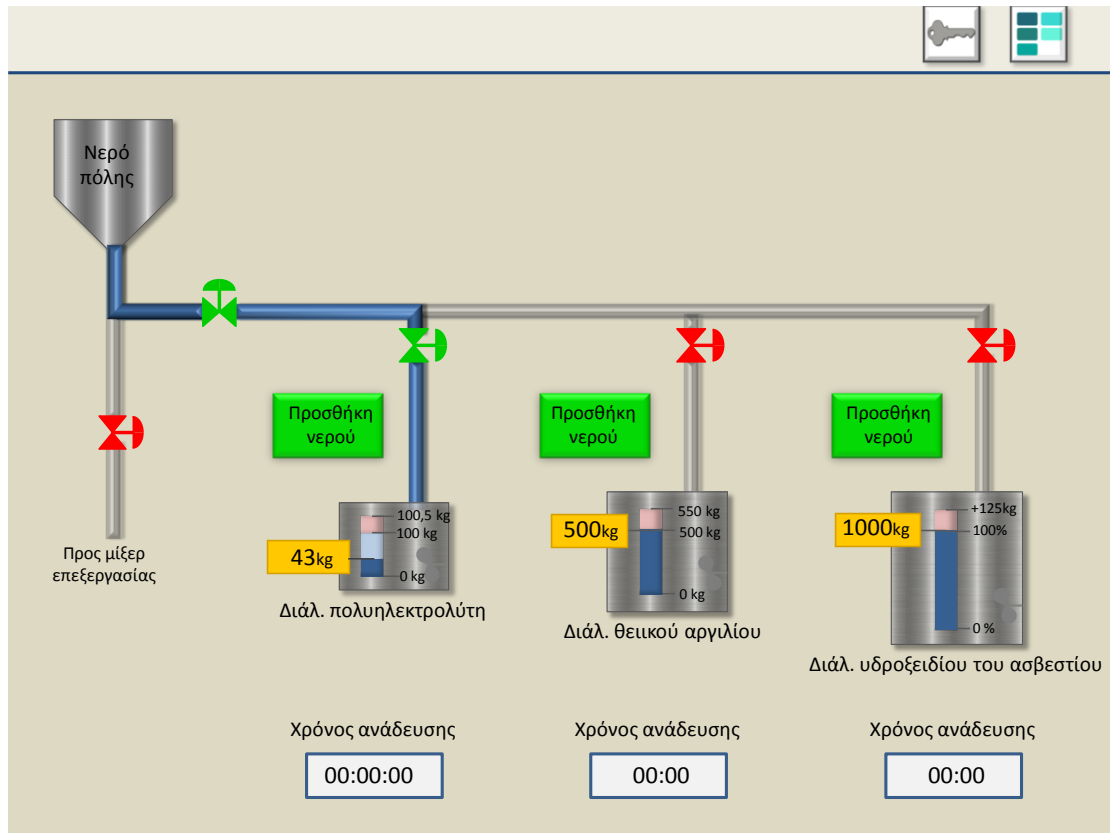 Νερό
πόλης
Προσθήκη
νερού
Προσθήκη
νερού
Προσθήκη
νερού
100,5 kg
100 kg
43kg
0 kg
550 kg
500kg
500 kg
0 kg
+125kg
1000kg
100%
0 %
Προς μίξερ
επεξεργασίας
Διάλ. πολυηλεκτρολύτη
Διάλ. θειικού αργιλίου
Διάλ. υδροξειδίου του ασβεστίου
Χρόνος ανάδευσης
Χρόνος ανάδευσης
Χρόνος ανάδευσης
00:00:00
00:00
00:00